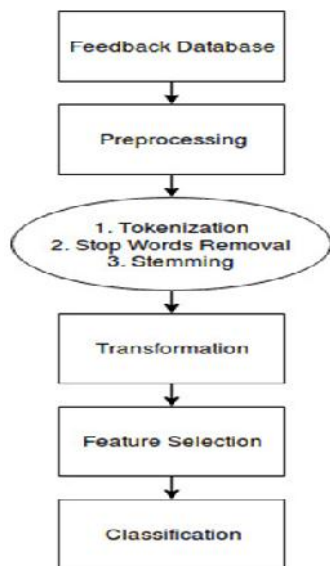 Feedback Database
Preprocessing
1. Tokenization
2. Stop Words Removal
3. Stemming
Transformation
Feature Selection
Classification